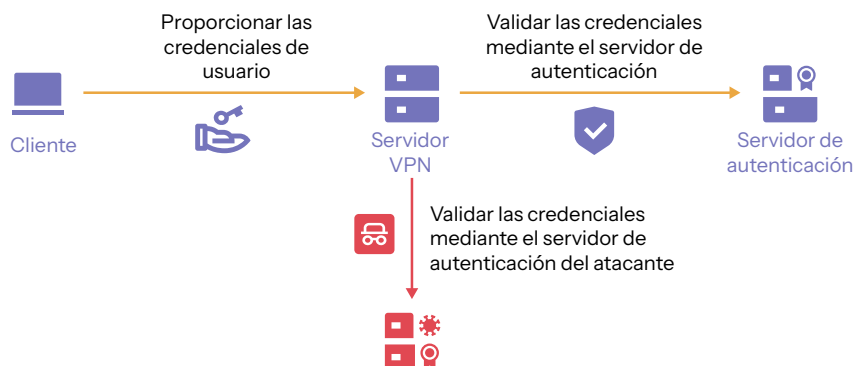 Proporcionar las
credenciales de
usuario
Validar las credenciales
mediante el servidor de
autenticación
Cliente
Servidor
VPN
Servidor de
autenticación
Validar las credenciales
mediante el servidor de
autenticación del atacante